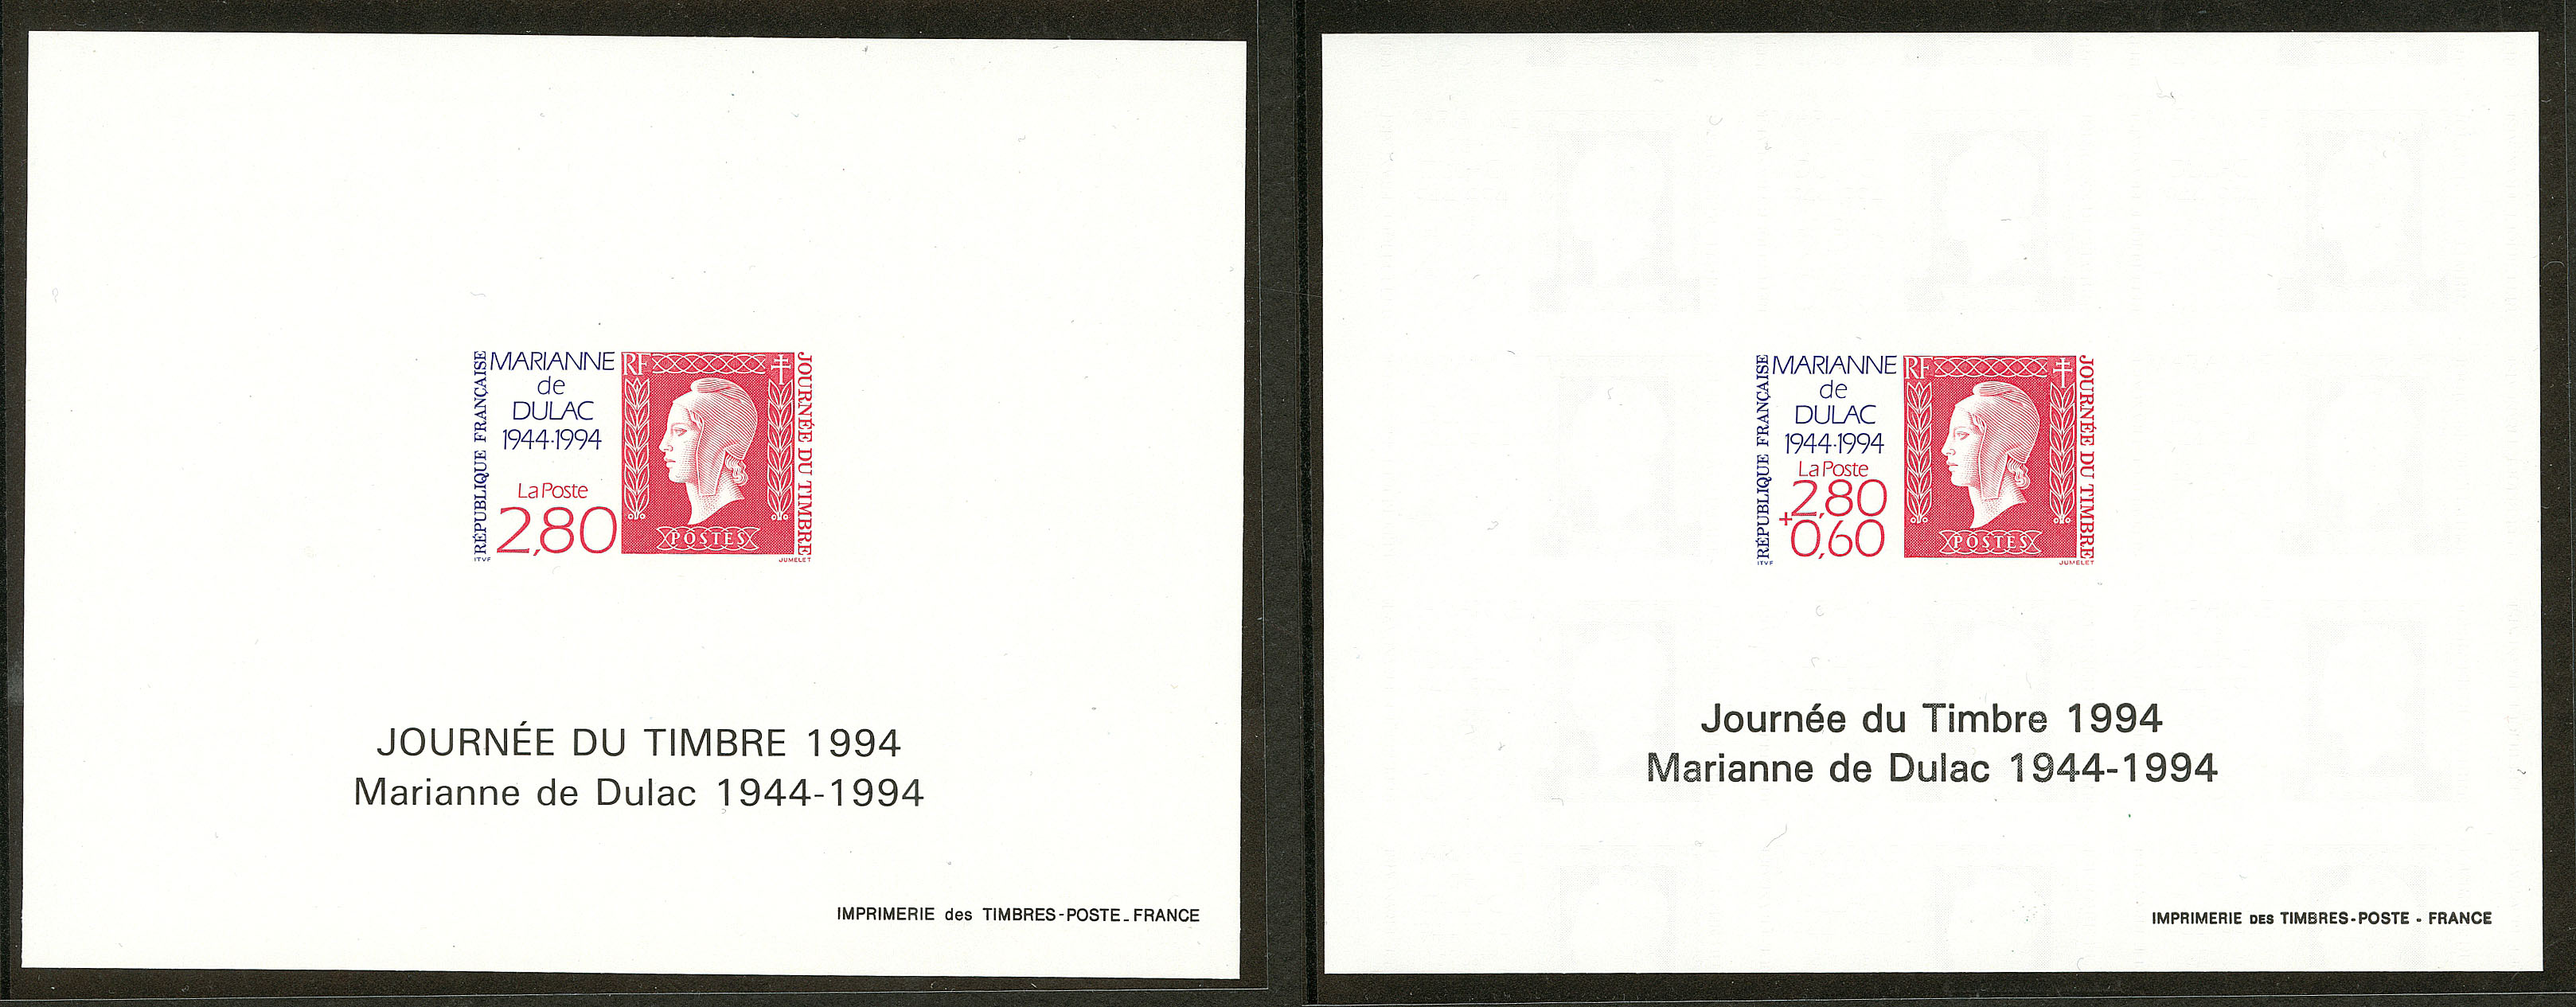 RÉPUBLIQUE FRANÇAISE
MARIANNE
de
DULAC
1944·1994
La Poste
2,80
RF
POSTES
JOURNÉE DU TIMBRE
ITVF
JUMELET
JOURNÉE DU TIMBRE 1994
Marianne de Dulac 1944-1994
IMPRIMERIE des TIMBRES-POSTE_FRANCE
RÉPUBLIQUE FRANÇAISE
MARIANNE
de
DULAC
1944·1994
La Poste
2,80
+0,60
RF
POSTES
JOURNÉE DU TIMBRE
ITVF
JUMELET
Journée du Timbre 1994
Marianne de Dulac 1944-1994
IMPRIMERIE DES TIMBRES-POSTE - FRANCE